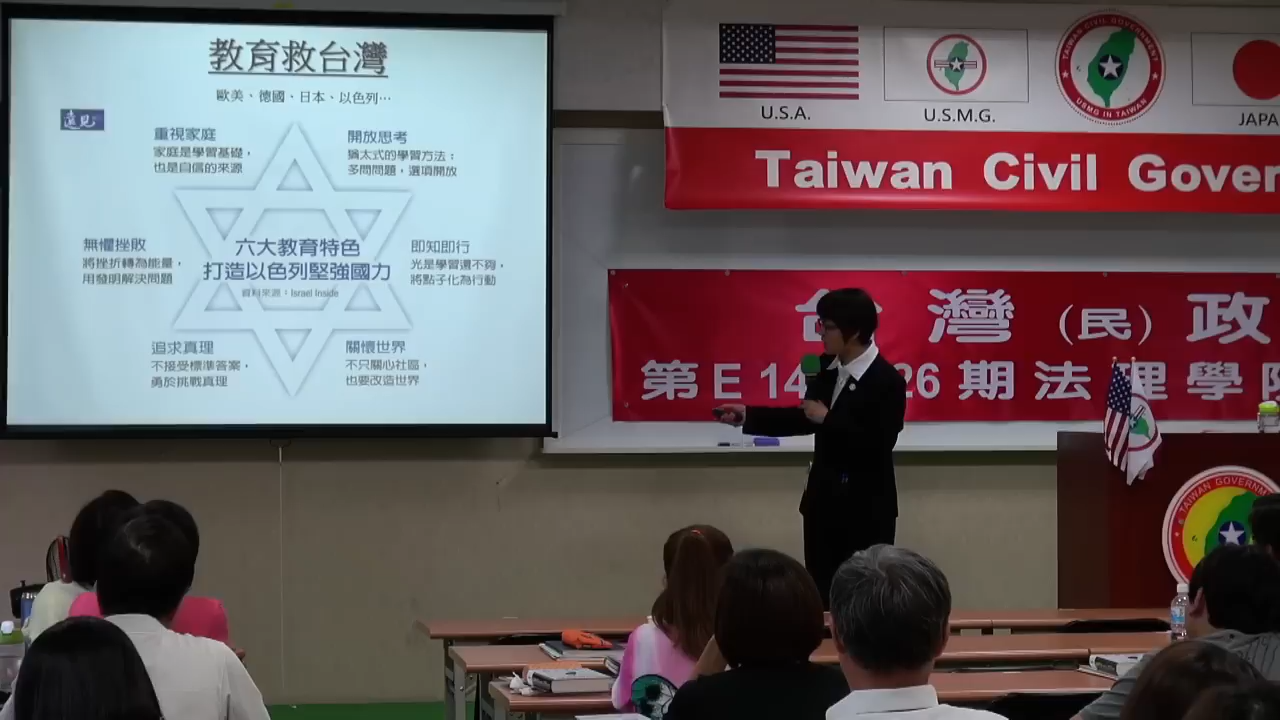 教育救台灣
歐美、德國、日本、以色列…
遠見
重視家庭
家庭是學習基礎，
也是自信的來源
開放思考
猶太式的學習方法：
多問問題，選項開放
無懼挫敗
將挫折轉為能量，
用發明解決問題
六大教育特色
打造以色列堅強國力
資料來源：Israel Inside
即知即行
光是學習還不夠，
將點子化為行動
追求真理
不接受標準答案，
勇於挑戰真理
關懷世界
不只關心社區，
也要改造世界
U.S.A.
U.S.M.G.
TAIWAN CIVIL GOVERNMENT
USMG IN TAIWAN
JAPA
Taiwan Civil Gover
台灣(民)政
第E 14 26 期法理學院
TAIWAN GOVERNM